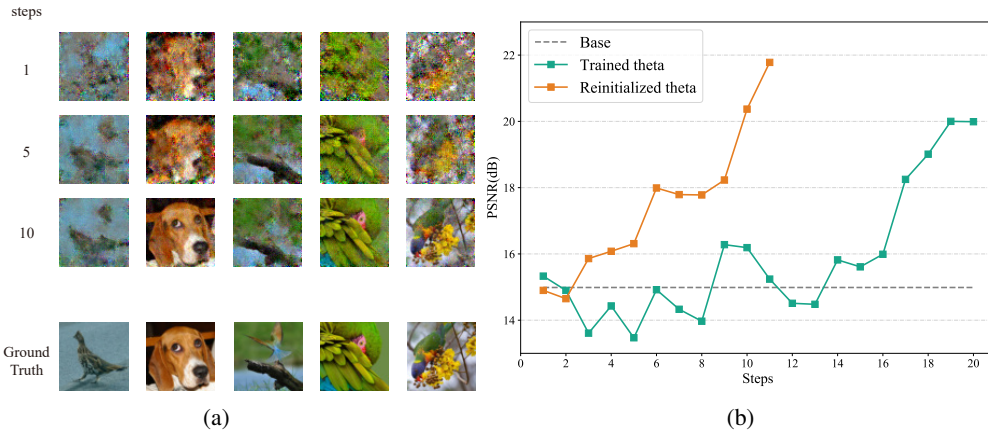 steps
1
5
10
Ground
Truth
(a)
22
20
18
16
14
PSNR(dB)
Base
Trained theta
Reinitialized theta
0 2 4 6 8 10 12 14 16 18 20
Steps
(b)